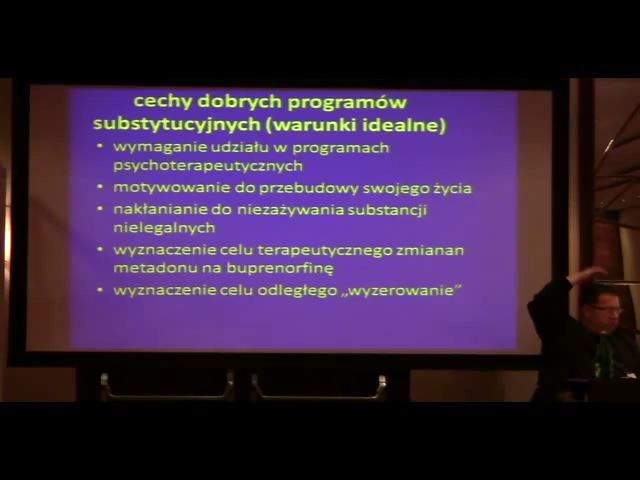 cechy dobrych programów
substytucyjnych (warunki idealne)
• wymaganie udziału w programach
psychoterapeutycznych
• motywowanie do przebudowy swojego życia
• nakłanianie do niezażywania substancji
nielegalnych
• wyznaczenie celu terapeutycznego zmianan
metadonu na buprenorfinę
• wyznaczenie celu odległego „wyzerowanie”